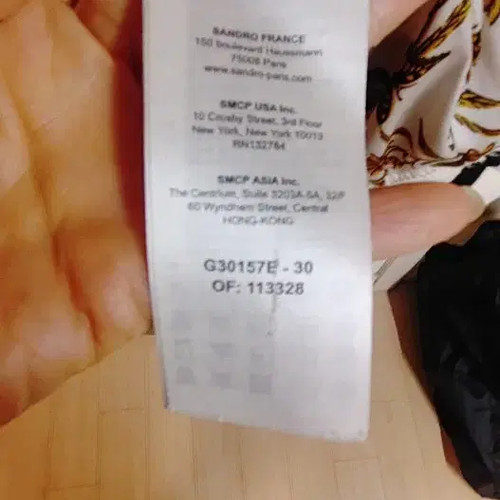 SANDRO FRANCE
150 boulevard Haussmann
75008 Paris
www.sandro-paris.com
SMCP USA Inc.
10 Crosby Street, 3rd Floor
New York, New York 10013
RN132784
SMCP ASIA Inc.
The Centrium, Suite 3203A-5A, 32/F
60 Wyndham Street, Central
HONG-KONG
G30157E - 30
OF: 113328